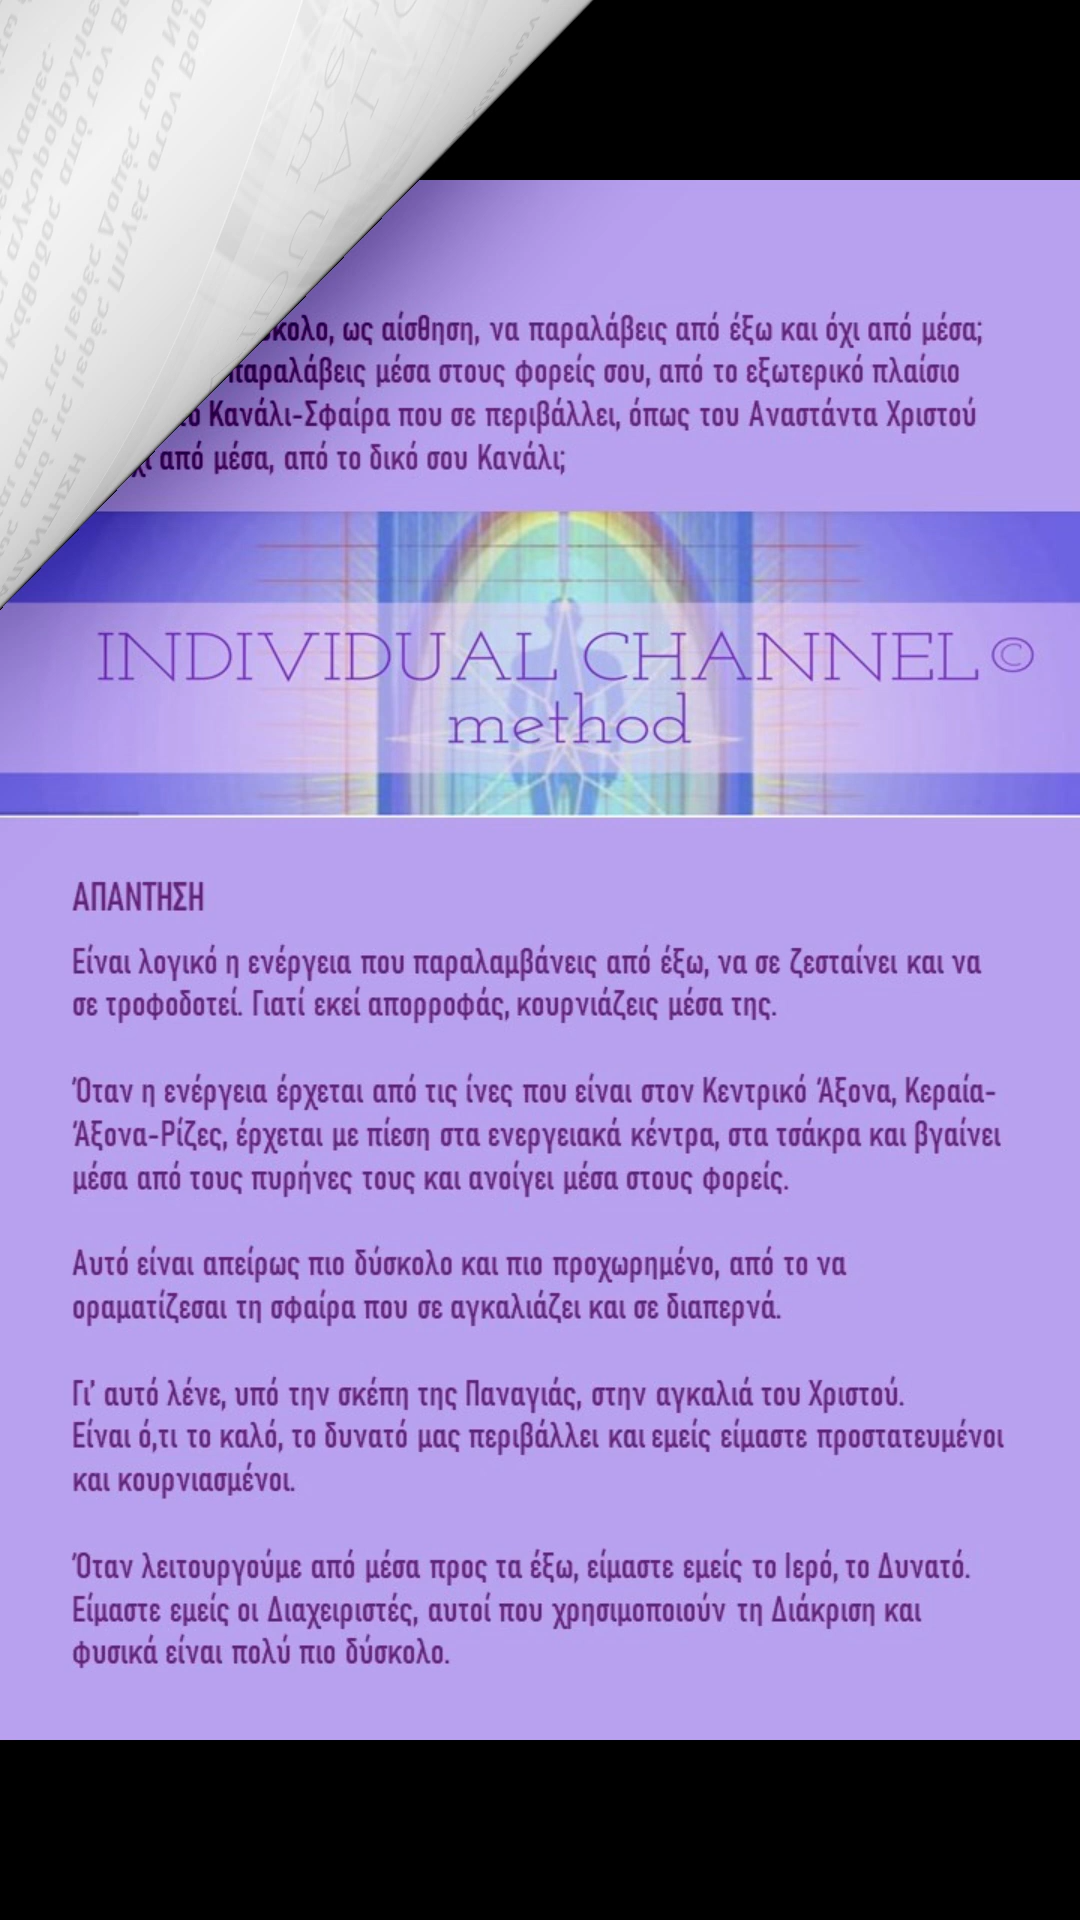 ως αίσθηση, να παραλάβεις από έξω και όχι από μέσα;
παραλάβεις μέσα στους φορείς σου, από το εξωτερικό πλαίσιο
Κανάλι-Σφαίρα που σε περιβάλλει, όπως του Αναστάντα Χριστού
από μέσα, από το δικό σου Κανάλι;
INDIVIDUAL CHANNEL©
method
ΑΠΑΝΤΗΣΗ
Είναι λογικό η ενέργεια που παραλαμβάνεις από έξω, να σε ζεσταίνει και να
σε τροφοδοτεί. Γιατί εκεί απορροφάς, κουρνιάζεις μέσα της.
Όταν η ενέργεια έρχεται από τις ίνες που είναι στον Κεντρικό Άξονα, Κεραία-
Άξονα-Ρίζες, έρχεται με πίεση στα ενεργειακά κέντρα, στα τσάκρα και βγαίνει
μέσα από τους πυρήνες τους και ανοίγει μέσα στους φορείς.
Αυτό είναι απείρως πιο δύσκολο και πιο προχωρημένο, από το να
οραματίζεσαι τη σφαίρα που σε αγκαλιάζει και σε διαπερνά.
Γι' αυτό λένε, υπό την σκέπη της Παναγιάς, στην αγκαλιά του Χριστού.
Είναι ό,τι το καλό, το δυνατό μας περιβάλλει και εμείς είμαστε προστατευμένοι
και κουρνιασμένοι.
Όταν λειτουργούμε από μέσα προς τα έξω, είμαστε εμείς το Ιερό, το Δυνατό.
Είμαστε εμείς οι Διαχειριστές, αυτοί που χρησιμοποιούν τη Διάκριση και
φυσικά είναι πολύ πιο δύσκολο.